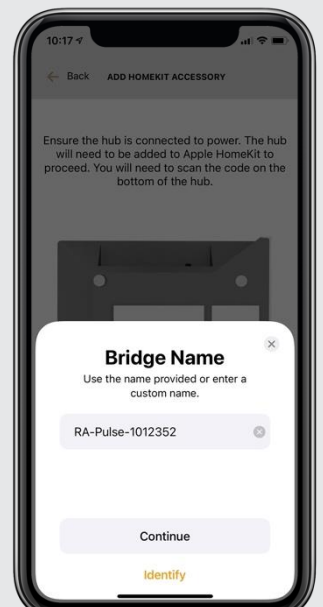 10:17
← Back ADD HOMEKIT ACCESSORY
Ensure the hub is connected to power. The hub
will need to be added to Apple HomeKit to
proceed. You will need to scan the code on the
bottom of the hub.
Bridge Name
Use the name provided or enter a
custom name.
RA-Pulse-1012352
Continue
Identify